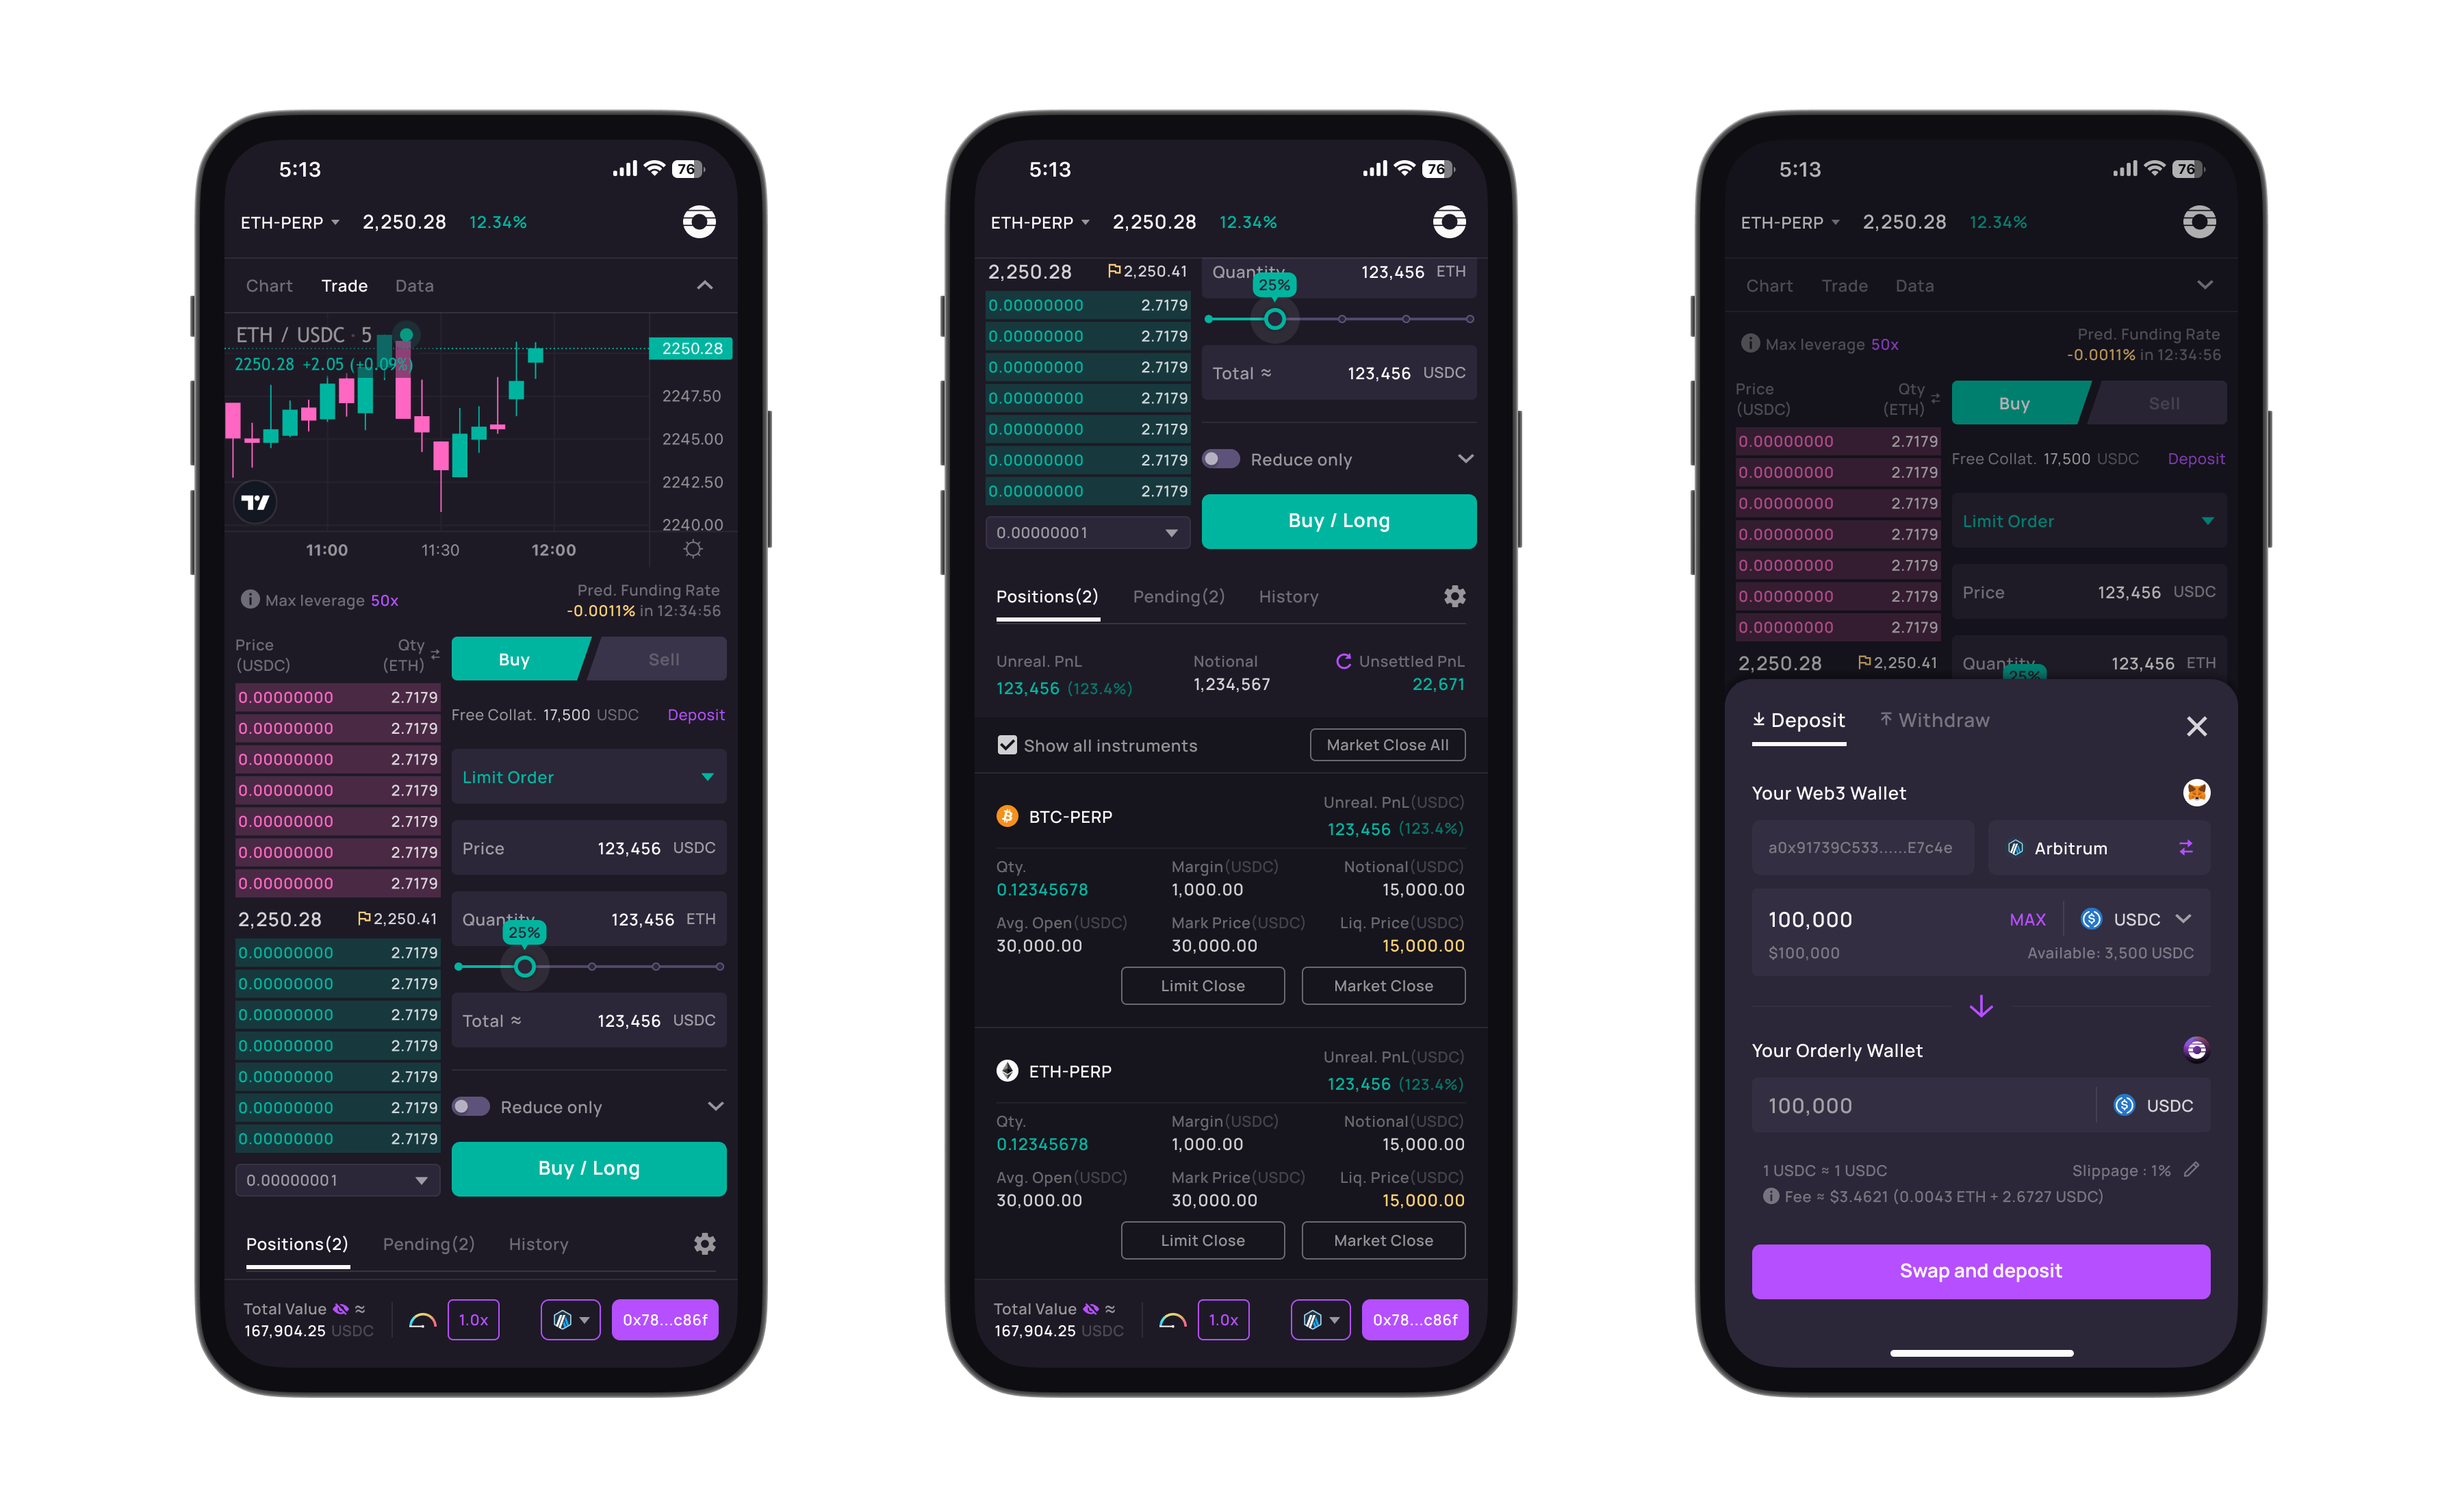 5:13
76
ETH-PERP 2,250.28 12.34%
Chart Trade Data
ETH / USDC · 5
2250.28 +2.05 (+0.09%)
2250.28
2247.50
2245.00
2242.50
2240.00
11:00 11:30 12:00
Max leverage 50x
Pred. Funding Rate
-0.0011% in 12:34:56
Price (USDC) Qty (ETH)
0.00000000 2.7179
0.00000000 2.7179
0.00000000 2.7179
0.00000000 2.7179
0.00000000 2.7179
0.00000000 2.7179
0.00000000 2.7179
2,250.28 2,250.41
0.00000000 2.7179
0.00000000 2.7179
0.00000000 2.7179
0.00000000 2.7179
0.00000000 2.7179
0.00000000 2.7179
0.00000000 2.7179
0.00000001
Buy Sell
Free Collat. 17,500 USDC Deposit
Limit Order
Price 123,456 USDC
Quantity 123,456 ETH
25%
Total ≈ 123,456 USDC
Reduce only
Buy / Long
Positions(2) Pending(2) History
Total Value ≈
167,904.25 USDC
1.0x
0x78...c86f
5:13
76
ETH-PERP 2,250.28 12.34%
2,250.28 2,250.41
0.00000000 2.7179
0.00000000 2.7179
0.00000000 2.7179
0.00000000 2.7179
0.00000000 2.7179
0.00000000 2.7179
0.00000000 2.7179
0.00000001
Quantity 123,456 ETH
25%
Total ≈ 123,456 USDC
Reduce only
Buy / Long
Positions(2) Pending(2) History
Unreal. PnL Notional Unsettled PnL
123,456 (123.4%) 1,234,567 22,671
Show all instruments Market Close All
BTC-PERP
Unreal. PnL(USDC)
123,456 (123.4%)
Qty. Margin(USDC) Notional(USDC)
0.12345678 1,000.00 15,000.00
Avg. Open(USDC) Mark Price(USDC) Liq. Price(USDC)
30,000.00 30,000.00 15,000.00
Limit Close Market Close
ETH-PERP
Unreal. PnL(USDC)
123,456 (123.4%)
Qty. Margin(USDC) Notional(USDC)
0.12345678 1,000.00 15,000.00
Avg. Open(USDC) Mark Price(USDC) Liq. Price(USDC)
30,000.00 30,000.00 15,000.00
Limit Close Market Close
Total Value ≈
167,904.25 USDC
1.0x
0x78...c86f
5:13
76
ETH-PERP 2,250.28 12.34%
Chart Trade Data
Max leverage 50x
Pred. Funding Rate
-0.0011% in 12:34:56
Price (USDC) Qty (ETH)
0.00000000 2.7179
0.00000000 2.7179
0.00000000 2.7179
0.00000000 2.7179
0.00000000 2.7179
0.00000000 2.7179
0.00000000 2.7179
2,250.28 2,250.41
Buy Sell
Free Collat. 17,500 USDC Deposit
Limit Order
Price 123,456 USDC
Quantity 123,456 ETH
25%
Deposit Withdraw
Your Web3 Wallet
a0x91739C533......E7c4e
Arbitrum
100,000 MAX USDC
$100,000 Available: 3,500 USDC
Your Orderly Wallet
100,000 USDC
1 USDC ≈ 1 USDC Slippage : 1%
Fee ≈ $3.4621 (0.0043 ETH + 2.6727 USDC)
Swap and deposit